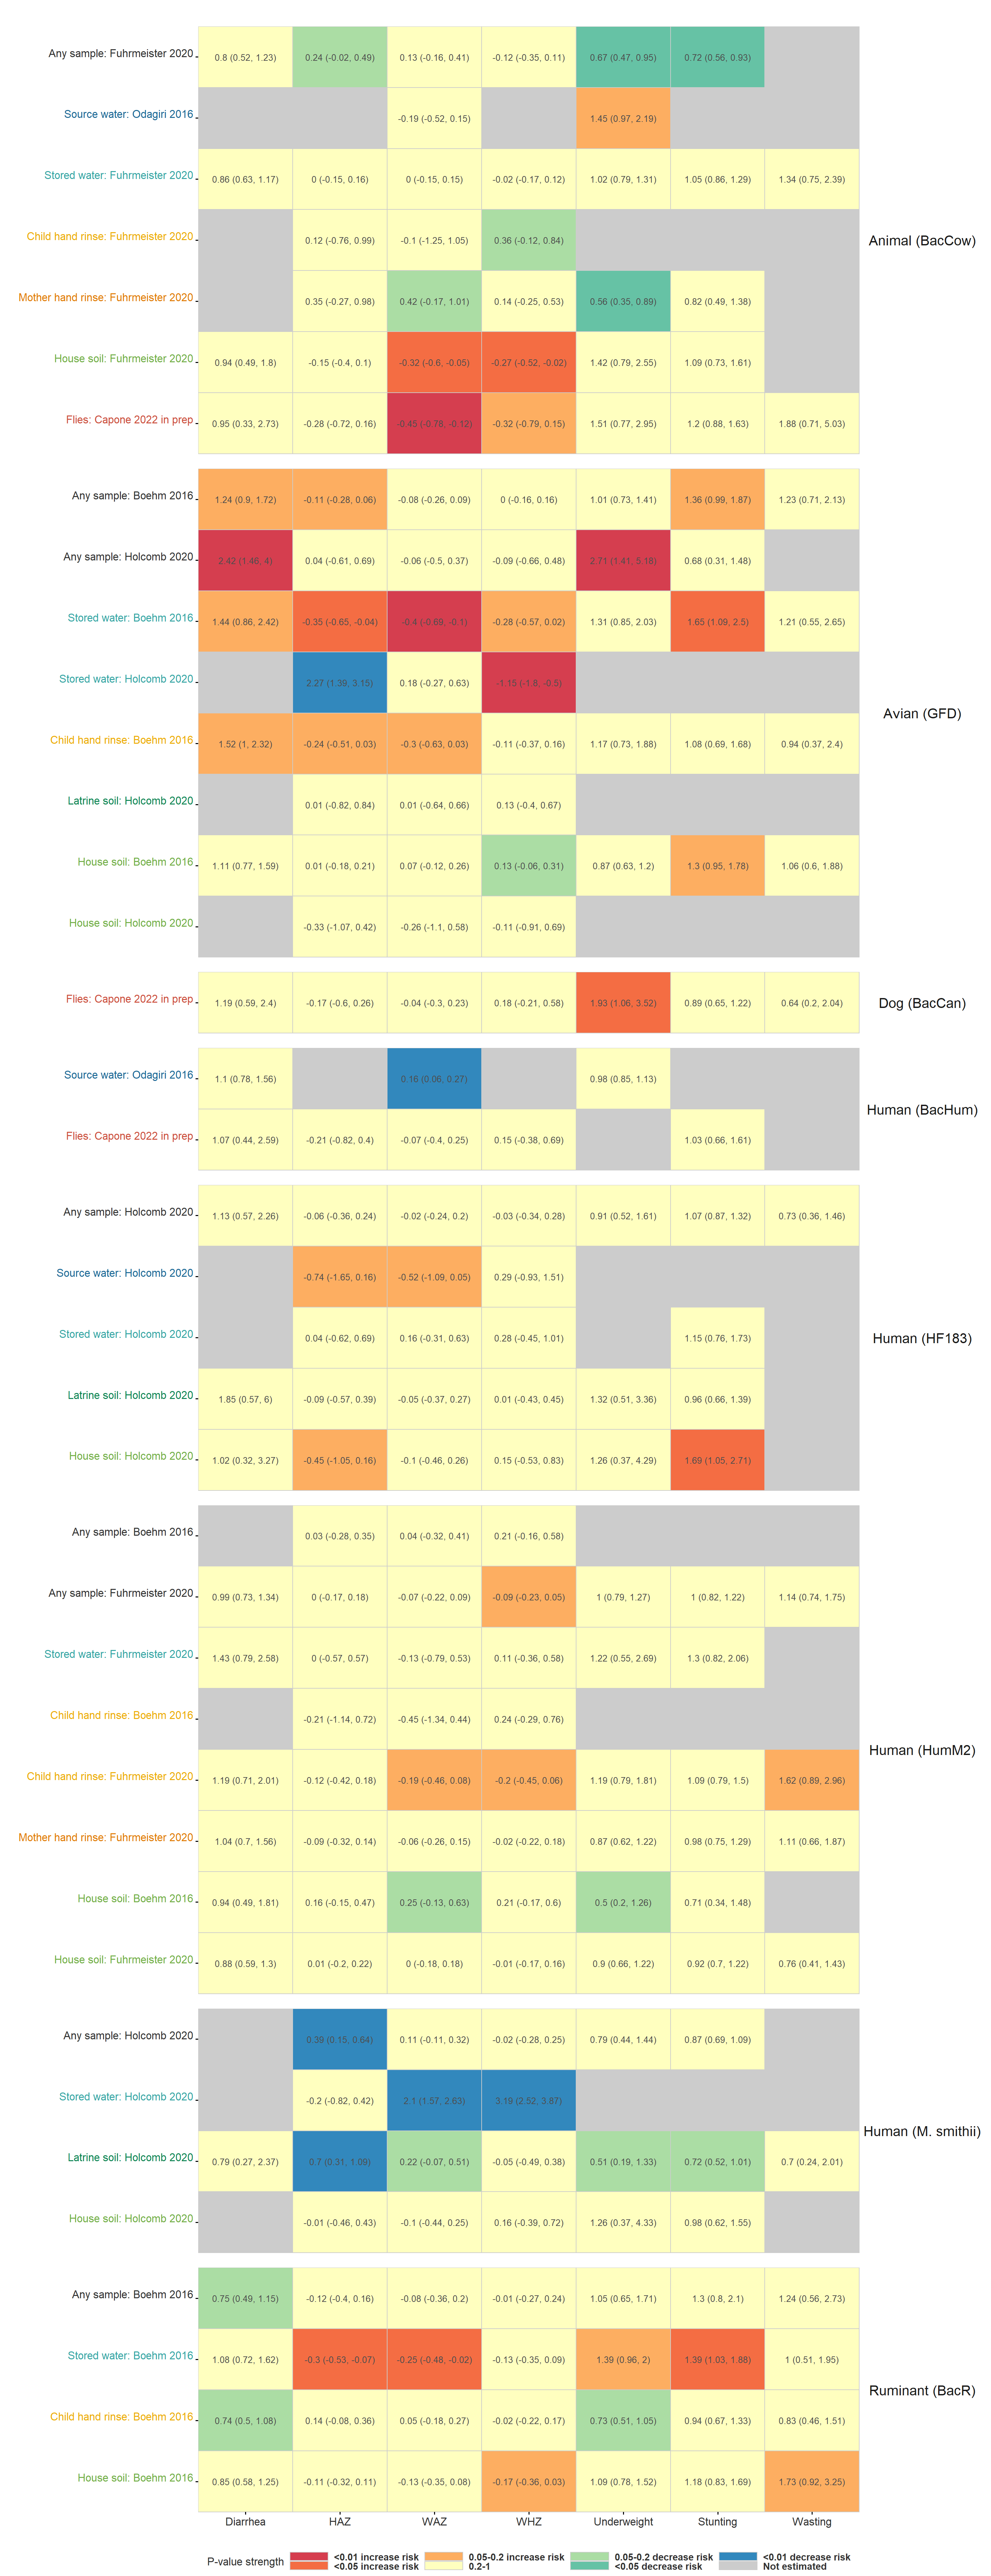 Any sample: Fuhrmeister 2020 0.8 (0.52, 1.23) 0.24 (-0.02, 0.49) 0.13 (-0.16, 0.41) -0.12 (-0.35, 0.11) 0.67 (0.47, 0.95) 0.72 (0.56, 0.93)
Source water: Odagiri 2016 -0.19 (-0.52, 0.15) 1.45 (0.97, 2.19)
Stored water: Fuhrmeister 2020 0.86 (0.63, 1.17) 0 (-0.15, 0.16) 0 (-0.15, 0.15) -0.02 (-0.17, 0.12) 1.02 (0.79, 1.31) 1.05 (0.86, 1.29) 1.34 (0.75, 2.39)
Child hand rinse: Fuhrmeister 2020 0.12 (-0.76, 0.99) -0.1 (-1.25, 1.05) 0.36 (-0.12, 0.84)
Animal (BacCow)
Mother hand rinse: Fuhrmeister 2020 0.35 (-0.27, 0.98) 0.42 (-0.17, 1.01) 0.14 (-0.25, 0.53) 0.56 (0.35, 0.89) 0.82 (0.49, 1.38)
House soil: Fuhrmeister 2020 0.94 (0.49, 1.8) -0.15 (-0.4, 0.1) -0.32 (-0.6, -0.05) -0.27 (-0.52, -0.02) 1.42 (0.79, 2.55) 1.09 (0.73, 1.61)
Flies: Capone 2022 in prep 0.95 (0.33, 2.73) -0.28 (-0.72, 0.16) -0.45 (-0.78, -0.12) -0.32 (-0.79, 0.15) 1.51 (0.77, 2.95) 1.2 (0.88, 1.63) 1.88 (0.71, 5.03)
Any sample: Boehm 2016 1.24 (0.9, 1.72) -0.11 (-0.28, 0.06) -0.08 (-0.26, 0.09) 0 (-0.16, 0.16) 1.01 (0.73, 1.41) 1.36 (0.99, 1.87) 1.23 (0.71, 2.13)
Any sample: Holcomb 2020 2.42 (1.46, 4) 0.04 (-0.61, 0.69) -0.06 (-0.5, 0.37) -0.09 (-0.66, 0.48) 2.71 (1.41, 5.18) 0.68 (0.31, 1.48)
Stored water: Boehm 2016 1.44 (0.86, 2.42) -0.35 (-0.65, -0.04) -0.4 (-0.69, -0.1) -0.28 (-0.57, 0.02) 1.31 (0.85, 2.03) 1.65 (1.09, 2.5) 1.21 (0.55, 2.65)
Stored water: Holcomb 2020 2.27 (1.39, 3.15) 0.18 (-0.27, 0.63) -1.15 (-1.8, -0.5)
Avian (GFD)
Child hand rinse: Boehm 2016 1.52 (1, 2.32) -0.24 (-0.51, 0.03) -0.3 (-0.63, 0.03) -0.11 (-0.37, 0.16) 1.17 (0.73, 1.88) 1.08 (0.69, 1.68) 0.94 (0.37, 2.4)
Latrine soil: Holcomb 2020 0.01 (-0.82, 0.84) 0.01 (-0.64, 0.66) 0.13 (-0.4, 0.67)
House soil: Boehm 2016 1.11 (0.77, 1.59) 0.01 (-0.18, 0.21) 0.07 (-0.12, 0.26) 0.13 (-0.06, 0.31) 0.87 (0.63, 1.2) 1.3 (0.95, 1.78) 1.06 (0.6, 1.88)
House soil: Holcomb 2020 -0.33 (-1.07, 0.42) -0.26 (-1.1, 0.58) -0.11 (-0.91, 0.69)
Flies: Capone 2022 in prep 1.19 (0.59, 2.4) -0.17 (-0.6, 0.26) -0.04 (-0.3, 0.23) 0.18 (-0.21, 0.58) 1.93 (1.06, 3.52) 0.89 (0.65, 1.22) 0.64 (0.2, 2.04) Dog (BacCan)
Source water: Odagiri 2016 1.1 (0.78, 1.56) 0.16 (0.06, 0.27) 0.98 (0.85, 1.13)
Human (BacHum)
Flies: Capone 2022 in prep 1.07 (0.44, 2.59) -0.21 (-0.82, 0.4) -0.07 (-0.4, 0.25) 0.15 (-0.38, 0.69) 1.03 (0.66, 1.61)
Any sample: Holcomb 2020 1.13 (0.57, 2.26) -0.06 (-0.36, 0.24) -0.02 (-0.24, 0.2) -0.03 (-0.34, 0.28) 0.91 (0.52, 1.61) 1.07 (0.87, 1.32) 0.73 (0.36, 1.46)
Source water: Holcomb 2020 -0.74 (-1.65, 0.16) -0.52 (-1.09, 0.05) 0.29 (-0.93, 1.51)
Stored water: Holcomb 2020 0.04 (-0.62, 0.69) 0.16 (-0.31, 0.63) 0.28 (-0.45, 1.01) 1.15 (0.76, 1.73)
Human (HF183)
Latrine soil: Holcomb 2020 1.85 (0.57, 6) -0.09 (-0.57, 0.39) -0.05 (-0.37, 0.27) 0.01 (-0.43, 0.45) 1.32 (0.51, 3.36) 0.96 (0.66, 1.39)
House soil: Holcomb 2020 1.02 (0.32, 3.27) -0.45 (-1.05, 0.16) -0.1 (-0.46, 0.26) 0.15 (-0.53, 0.83) 1.26 (0.37, 4.29) 1.69 (1.05, 2.71)
Any sample: Boehm 2016 0.03 (-0.28, 0.35) 0.04 (-0.32, 0.41) 0.21 (-0.16, 0.58)
Any sample: Fuhrmeister 2020 0.99 (0.73, 1.34) 0 (-0.17, 0.18) -0.07 (-0.22, 0.09) -0.09 (-0.23, 0.05) 1 (0.79, 1.27) 1 (0.82, 1.22) 1.14 (0.74, 1.75)
Stored water: Fuhrmeister 2020 1.43 (0.79, 2.58) 0 (-0.57, 0.57) -0.13 (-0.79, 0.53) 0.11 (-0.36, 0.58) 1.22 (0.55, 2.69) 1.3 (0.82, 2.06)
Child hand rinse: Boehm 2016 -0.21 (-1.14, 0.72) -0.45 (-1.34, 0.44) 0.24 (-0.29, 0.76)
Human (HumM2)
Child hand rinse: Fuhrmeister 2020 1.19 (0.71, 2.01) -0.12 (-0.42, 0.18) -0.19 (-0.46, 0.08) -0.2 (-0.45, 0.06) 1.19 (0.79, 1.81) 1.09 (0.79, 1.5) 1.62 (0.89, 2.96)
Mother hand rinse: Fuhrmeister 2020 1.04 (0.7, 1.56) -0.09 (-0.32, 0.14) -0.06 (-0.26, 0.15) -0.02 (-0.22, 0.18) 0.87 (0.62, 1.22) 0.98 (0.75, 1.29) 1.11 (0.66, 1.87)
House soil: Boehm 2016 0.94 (0.49, 1.81) 0.16 (-0.15, 0.47) 0.25 (-0.13, 0.63) 0.21 (-0.17, 0.6) 0.5 (0.2, 1.26) 0.71 (0.34, 1.48)
House soil: Fuhrmeister 2020 0.88 (0.59, 1.3) 0.01 (-0.2, 0.22) 0 (-0.18, 0.18) -0.01 (-0.17, 0.16) 0.9 (0.66, 1.22) 0.92 (0.7, 1.22) 0.76 (0.41, 1.43)
Any sample: Holcomb 2020 0.39 (0.15, 0.64) 0.11 (-0.11, 0.32) -0.02 (-0.28, 0.25) 0.79 (0.44, 1.44) 0.87 (0.69, 1.09)
Stored water: Holcomb 2020 -0.2 (-0.82, 0.42) 2.1 (1.57, 2.63) 3.19 (2.52, 3.87)
Human (M. smithii)
Latrine soil: Holcomb 2020 0.79 (0.27, 2.37) 0.7 (0.31, 1.09) 0.22 (-0.07, 0.51) -0.05 (-0.49, 0.38) 0.51 (0.19, 1.33) 0.72 (0.52, 1.01) 0.7 (0.24, 2.01)
House soil: Holcomb 2020 -0.01 (-0.46, 0.43) -0.1 (-0.44, 0.25) 0.16 (-0.39, 0.72) 1.26 (0.37, 4.33) 0.98 (0.62, 1.55)
Any sample: Boehm 2016 0.75 (0.49, 1.15) -0.12 (-0.4, 0.16) -0.08 (-0.36, 0.2) -0.01 (-0.27, 0.24) 1.05 (0.65, 1.71) 1.3 (0.8, 2.1) 1.24 (0.56, 2.73)
Stored water: Boehm 2016 1.08 (0.72, 1.62) -0.3 (-0.53, -0.07) -0.25 (-0.48, -0.02) -0.13 (-0.35, 0.09) 1.39 (0.96, 2) 1.39 (1.03, 1.88) 1 (0.51, 1.95)
Ruminant (BacR)
Child hand rinse: Boehm 2016 0.74 (0.5, 1.08) 0.14 (-0.08, 0.36) 0.05 (-0.18, 0.27) -0.02 (-0.22, 0.17) 0.73 (0.51, 1.05) 0.94 (0.67, 1.33) 0.83 (0.46, 1.51)
House soil: Boehm 2016 0.85 (0.58, 1.25) -0.11 (-0.32, 0.11) -0.13 (-0.35, 0.08) -0.17 (-0.36, 0.03) 1.09 (0.78, 1.52) 1.18 (0.83, 1.69) 1.73 (0.92, 3.25)
Diarrhea HAZ WAZ WHZ Underweight Stunting Wasting
P-value strength
<0.01 increase risk 0.05-0.2 increase risk 0.05-0.2 decrease risk <0.01 decrease risk
<0.05 increase risk 0.2-1 <0.05 decrease risk Not estimated